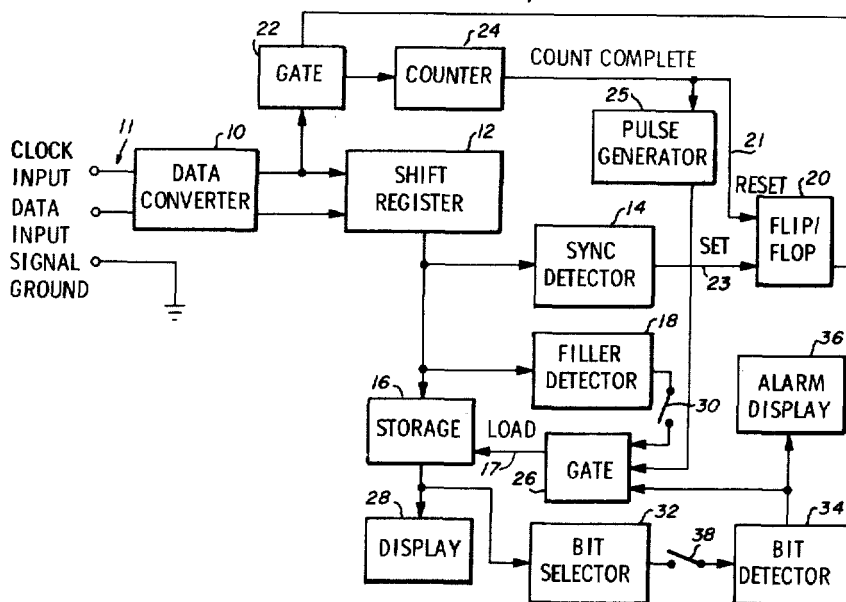 22
24
GATE
COUNTER
COUNT COMPLETE
25
PULSE
GENERATOR
21
11
CLOCK
INPUT
DATA
INPUT
SIGNAL
GROUND
10
DATA
CONVERTER
12
SHIFT
REGISTER
RESET
20
FLIP/
FLOP
14
SYNC
DETECTOR
SET
23
18
FILLER
DETECTOR
30
36
ALARM
DISPLAY
16
STORAGE
LOAD
17
GATE
26
28
DISPLAY
32
BIT
SELECTOR
38
34
BIT
DETECTOR